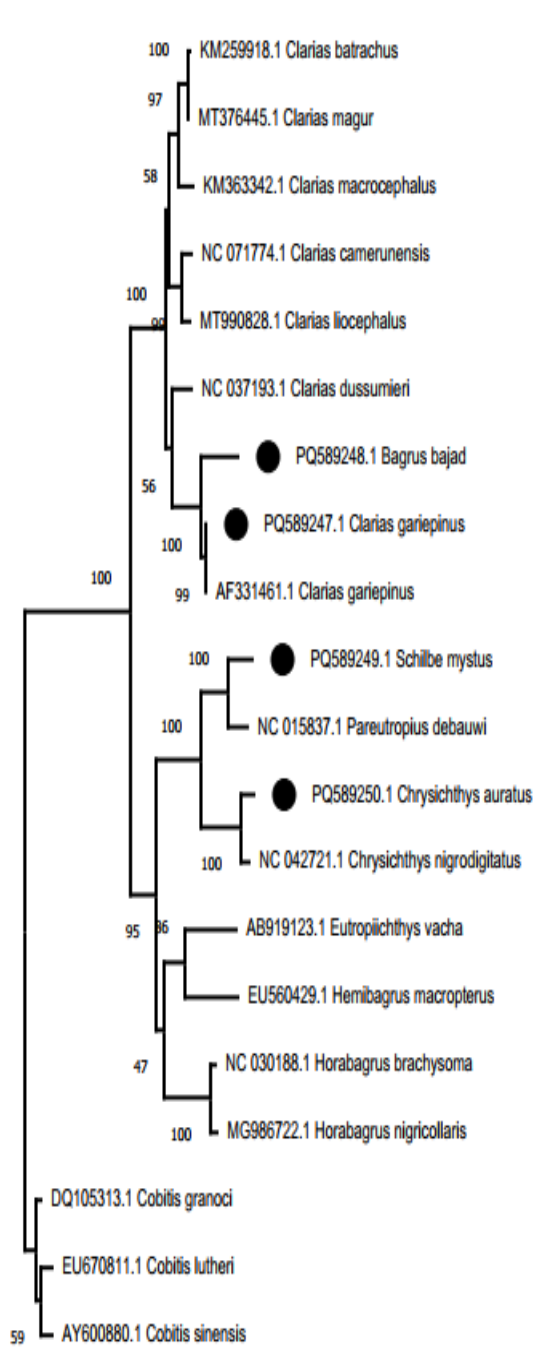 100
KM259918.1 Clarias batrachus
97
MT376445.1 Clarias magur
58
KM363342.1 Clarias macrocephalus
NC 071774.1 Clarias camerunensis
100
99
MT990828.1 Clarias liocephalus
NC 037193.1 Clarias dussumieri
PQ589248.1 Bagrus bajad
56
PQ589247.1 Clarias gariepinus
100
99
AF331461.1 Clarias gariepinus
100
100
PQ589249.1 Schilbe mystus
100
NC 015837.1 Pareutropius debauwi
PQ589250.1 Chrysichthys auratus
100
NC 042721.1 Chrysichthys nigrodigitatus
95
AB919123.1 Eutropiichthys vacha
EU560429.1 Hemibagrus macropterus
47
NC 030188.1 Horabagrus brachysoma
100
MG986722.1 Horabagrus nigricollaris
DQ105313.1 Cobitis granoci
EU670811.1 Cobitis lutheri
59
AY600880.1 Cobitis sinensis